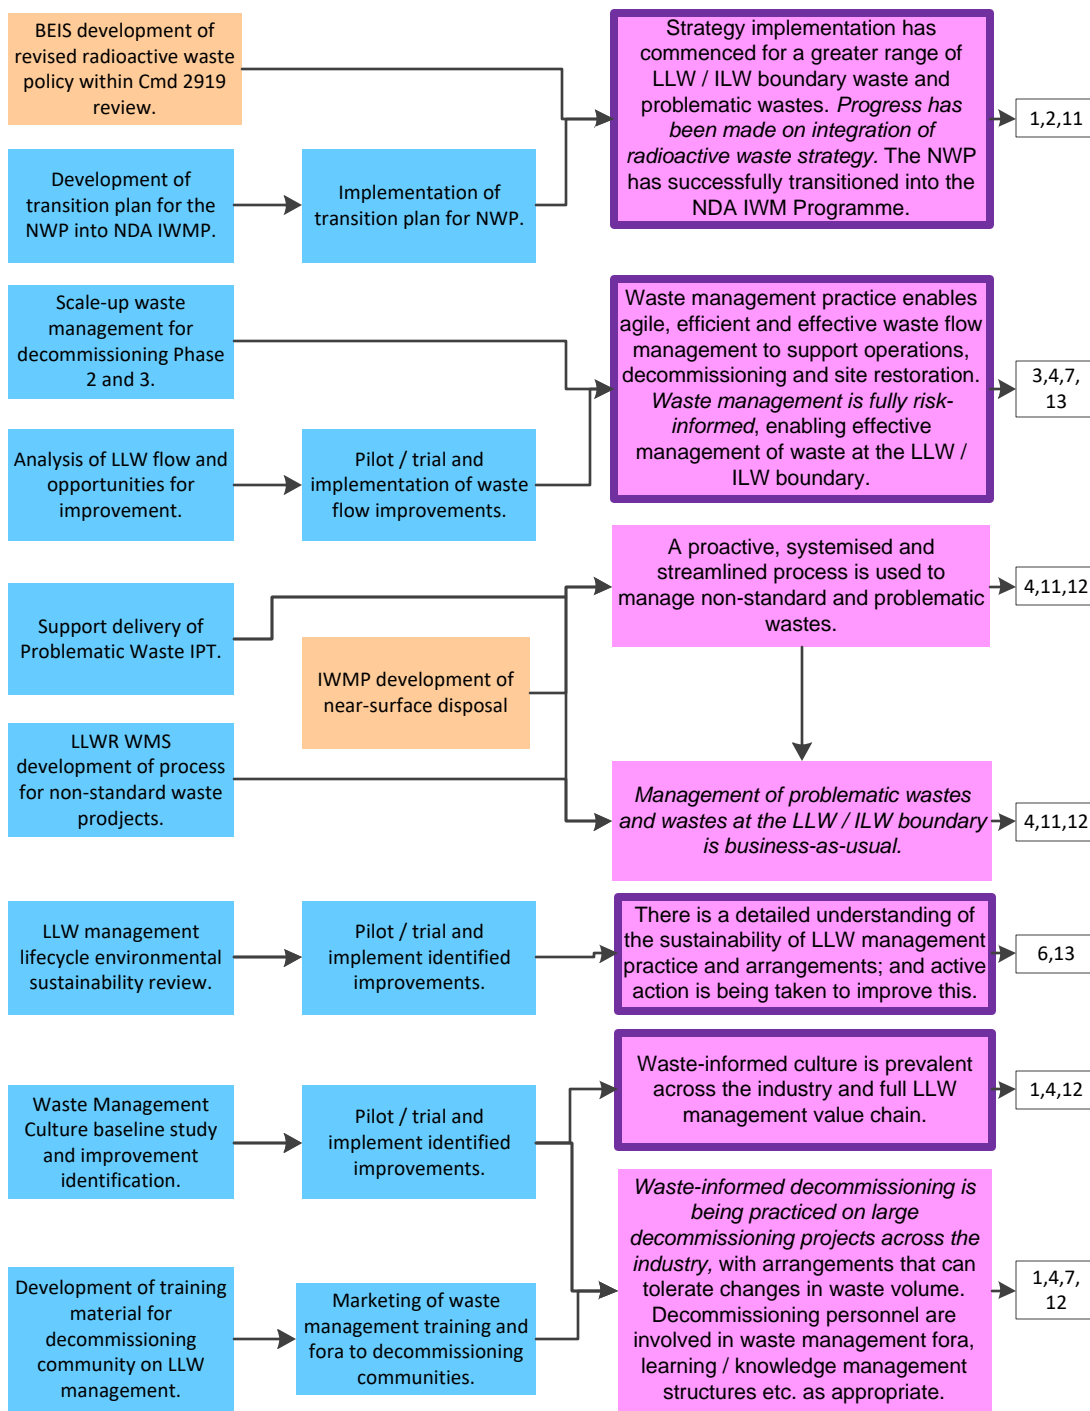 BEIS development of
revised radioactive waste
policy within Cmd 2919
review.
Strategy implementation has
commenced for a greater range of
LLW / ILW boundary waste and
problematic wastes. Progress has
been made on integration of
radioactive waste strategy. The NWP
has successfully transitioned into the
NDA IWM Programme.
1,2,11
Development of
transition plan for the
NWP into NDA IWMP.
Implementation of
transition plan for NWP.
Scale-up waste
management for
decommissioning Phase
2 and 3.
Waste management practice enables
agile, efficient and effective waste flow
management to support operations,
decommissioning and site restoration.
Waste management is fully risk-
informed, enabling effective
management of waste at the LLW /
ILW boundary.
3,4,7,
13
Analysis of LLW flow and
opportunities for
improvement.
Pilot / trial and
implementation of waste
flow improvements.
A proactive, systemised and
streamlined process is used to
manage non-standard and problematic
wastes.
4,11,12
Support delivery of
Problematic Waste IPT.
IWMP development of
near-surface disposal
LLWR WMS
development of process
for non-standard waste
prodjects.
Management of problematic wastes
and wastes at the LLW / ILW boundary
is business-as-usual.
4,11,12
LLW management
lifecycle environmental
sustainability review.
Pilot / trial and
implement identified
improvements.
There is a detailed understanding of
the sustainability of LLW management
practice and arrangements; and active
action is being taken to improve this.
6,13
Waste Management
Culture baseline study
and improvement
identification.
Pilot / trial and
implement identified
improvements.
Waste-informed culture is prevalent
across the industry and full LLW
management value chain.
1,4,12
Waste-informed decommissioning is
being practiced on large
decommissioning projects across the
industry, with arrangements that can
tolerate changes in waste volume.
Decommissioning personnel are
involved in waste management fora,
learning / knowledge management
structures etc. as appropriate.
1,4,7,
12
Development of training
material for
decommissioning
community on LLW
management.
Marketing of waste
management training and
fora to decommissioning
communities.